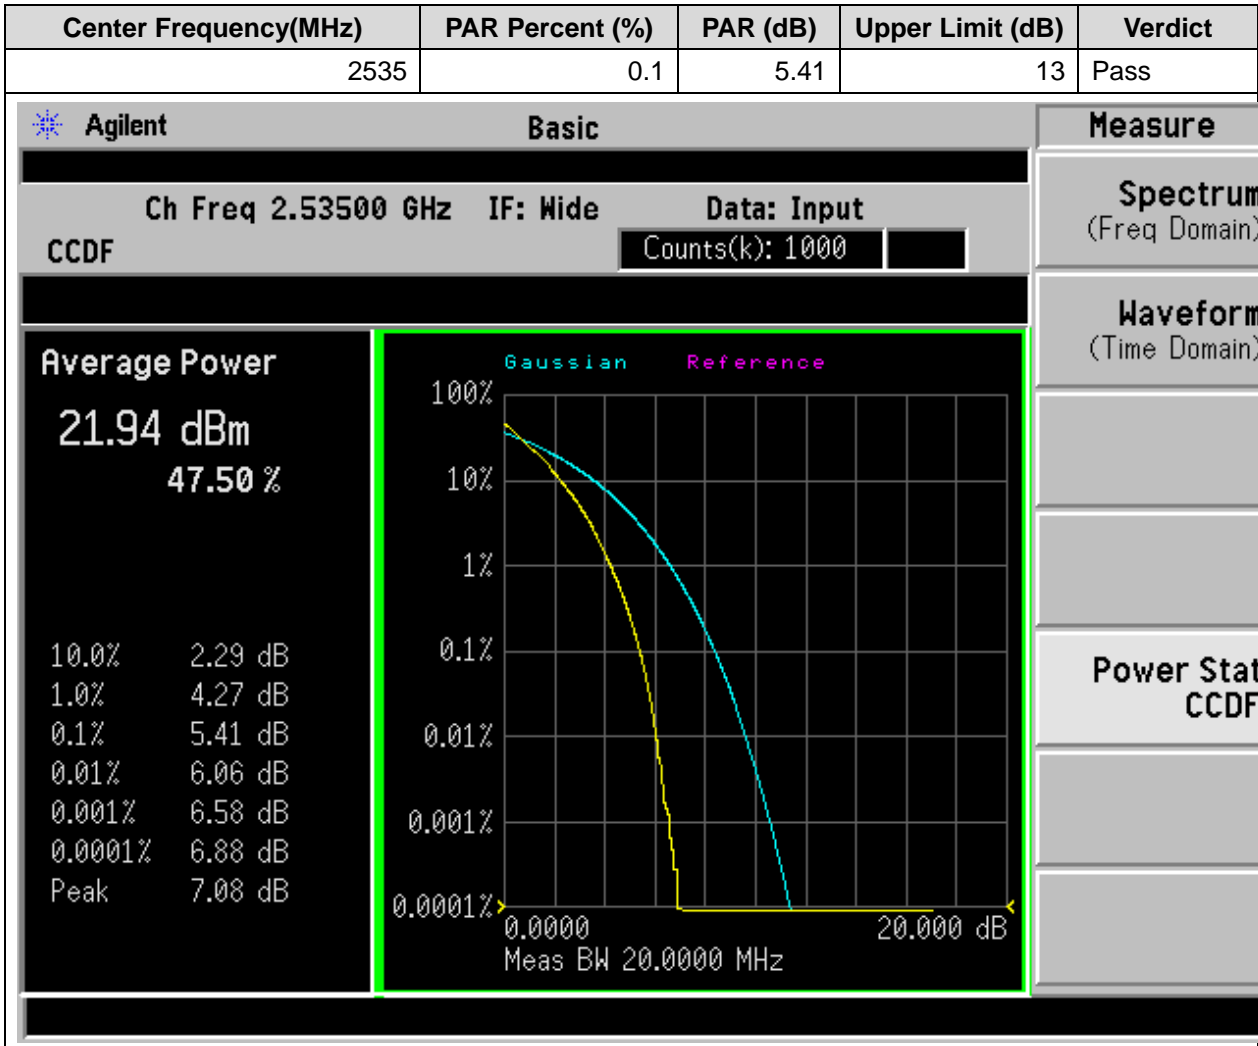 Center Frequency(MHz) PAR Percent (%) PAR (dB) Upper Limit (dB) Verdict
2535 0.1 5.41 13 Pass
Agilent Basic Measure
Ch Freq 2.53500 GHz IF: Wide Data: Input
CCDF Counts(k): 1000
Spectrum
(Freq Domain)
Waveform
(Time Domain)
Power Stat
CCDF
Average Power
21.94 dBm
47.50 %
10.0% 2.29 dB
1.0% 4.27 dB
0.1% 5.41 dB
0.01% 6.06 dB
0.001% 6.58 dB
0.0001% 6.88 dB
Peak 7.08 dB
Gaussian Reference
100%
10%
1%
0.1%
0.01%
0.001%
0.0001%
0.0000 20.000 dB
Meas BW 20.0000 MHz